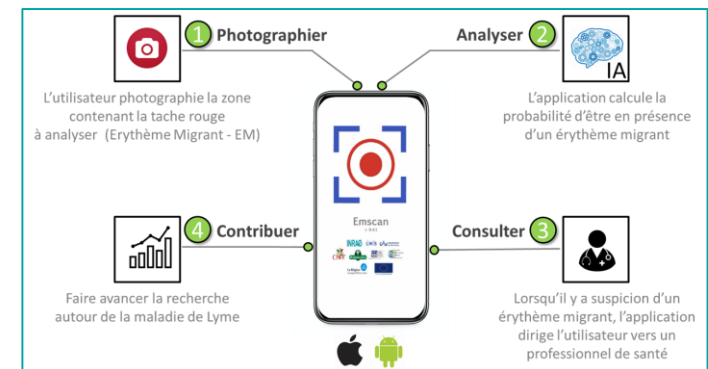 1 Photographier
L'utilisateur photographie la zone
contenant la tache rouge
à analyser (Erythème Migrant - EM)
Analyser 2
IA
L'application calcule la
probabilité d'être en présence
d'un érythème migrant
Emscan
INRAE
4 Contribuer
Faire avancer la recherche
autour de la maladie de Lyme
Consulter 3
Lorsqu'il y a suspicion d'un
érythème migrant, l'application
dirige l'utilisateur vers un
professionnel de santé